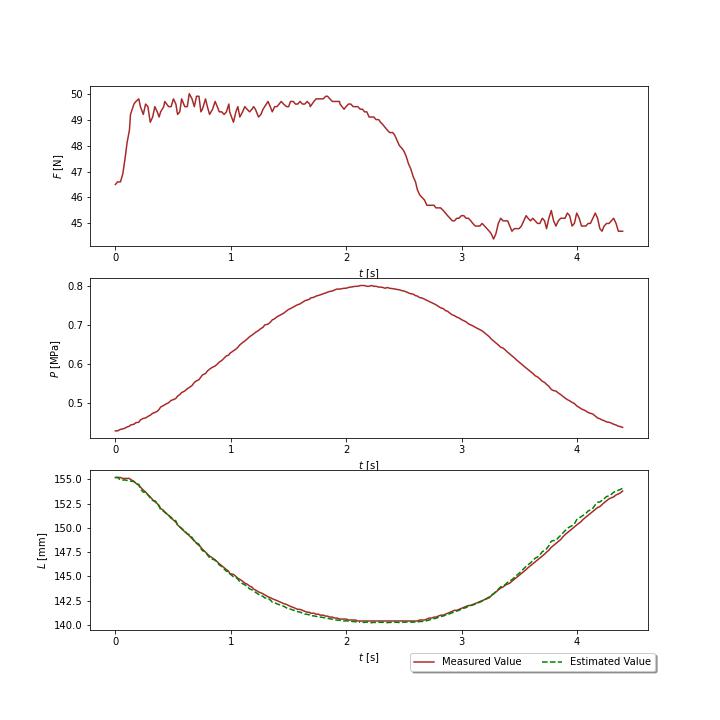 50
49
48
47
46
45
F [N]
0 1 2 3 4
t [s]
0.8
0.7
0.6
0.5
P [MPa]
0 1 2 3 4
t [s]
155.0
152.5
150.0
147.5
145.0
142.5
140.0
L [mm]
0 1 2 3 4
t [s]
Measured Value Estimated Value